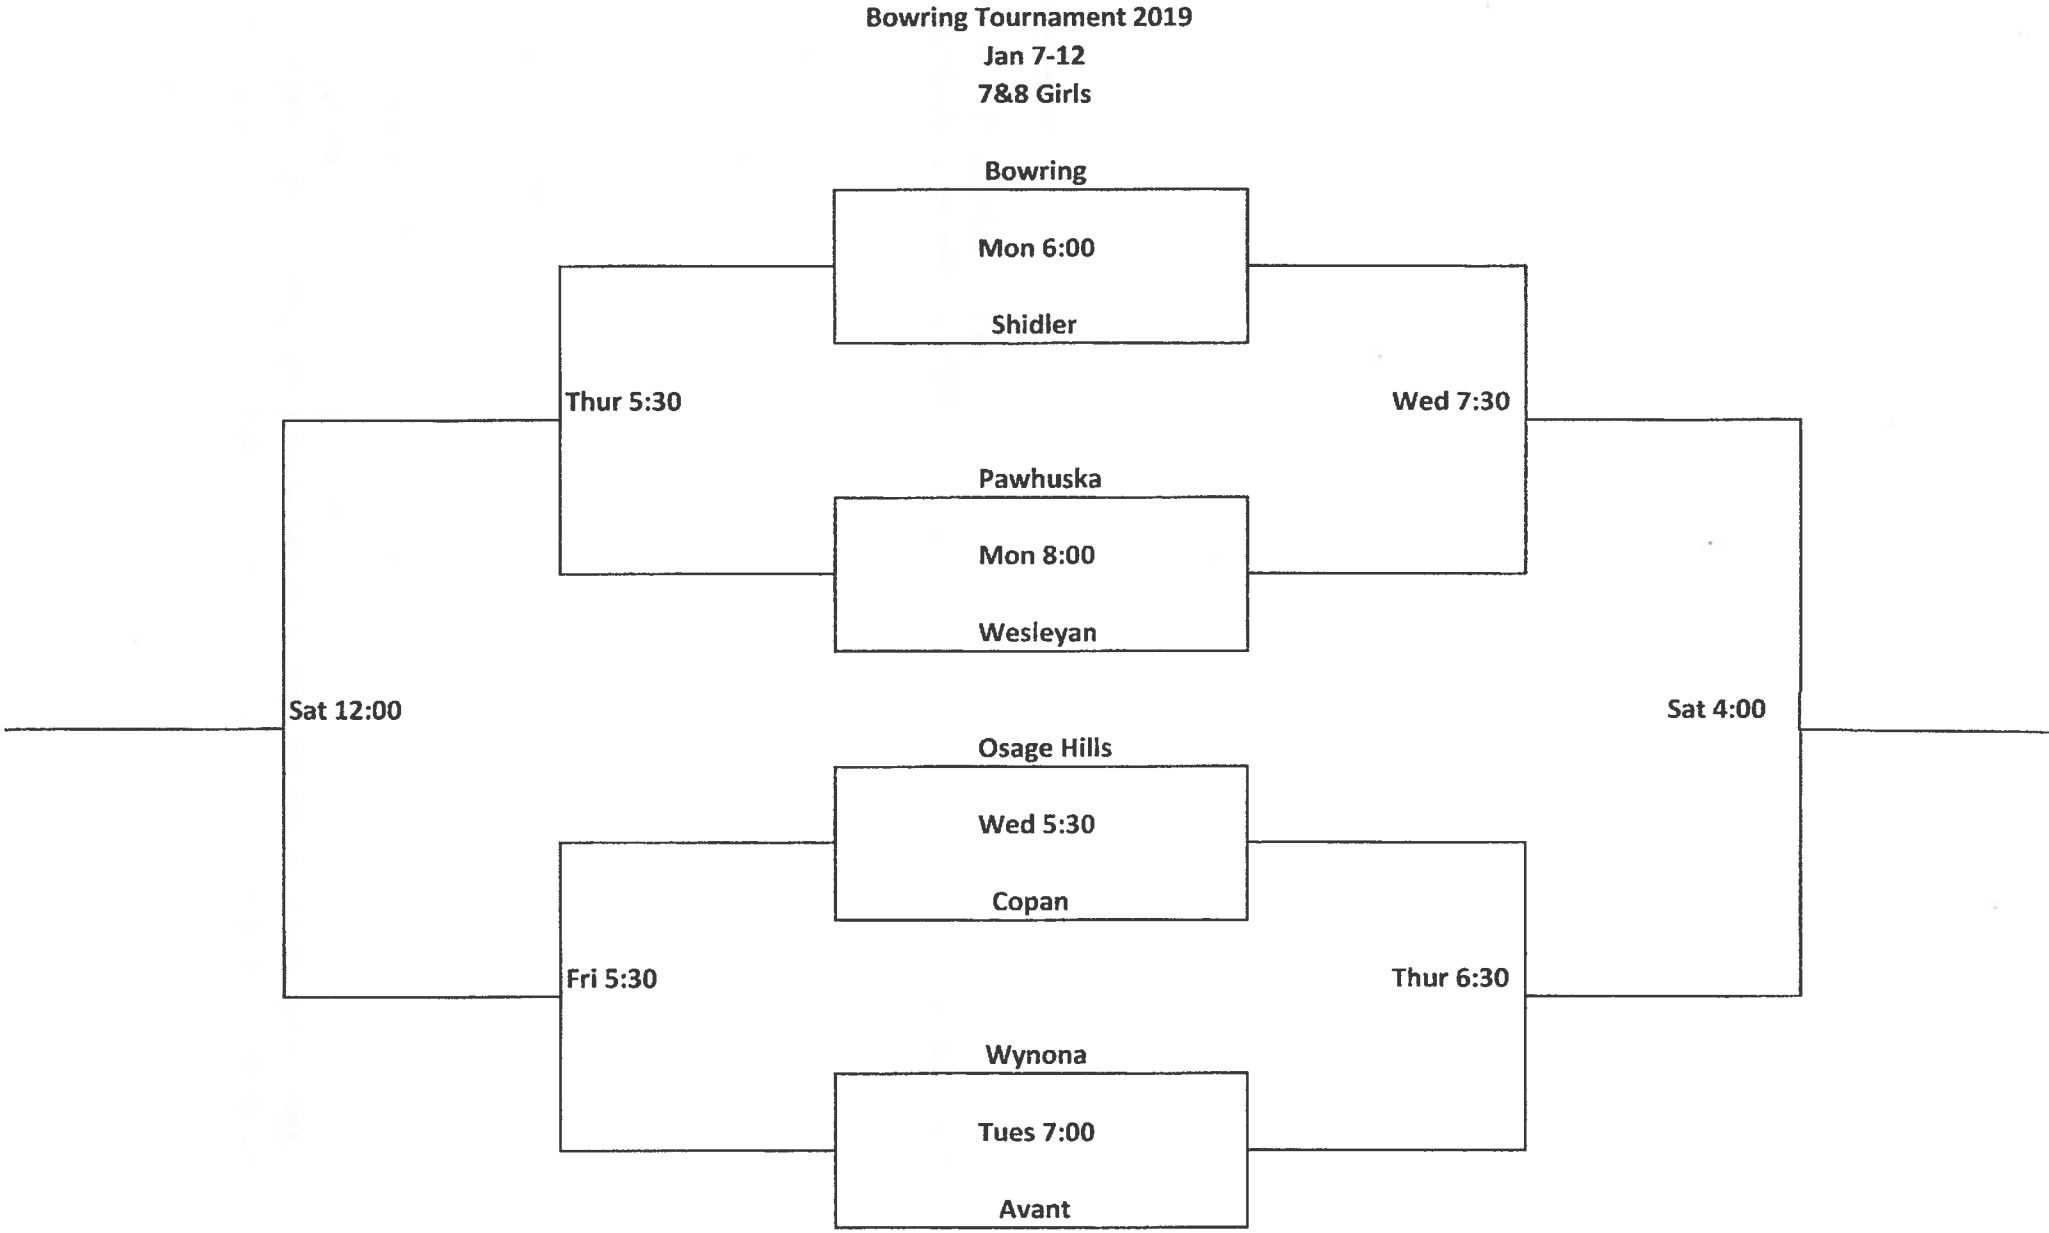 Bowring Tournament 2019
Jan 7-12
7&8 Girls
Bowring
Mon 6:00
Shidler
Thur 5:30
Wed 7:30
Pawhuska
Mon 8:00
Wesleyan
Sat 12:00
Sat 4:00
Osage Hills
Wed 5:30
Copan
Fri 5:30
Thur 6:30
Wynona
Tues 7:00
Avant